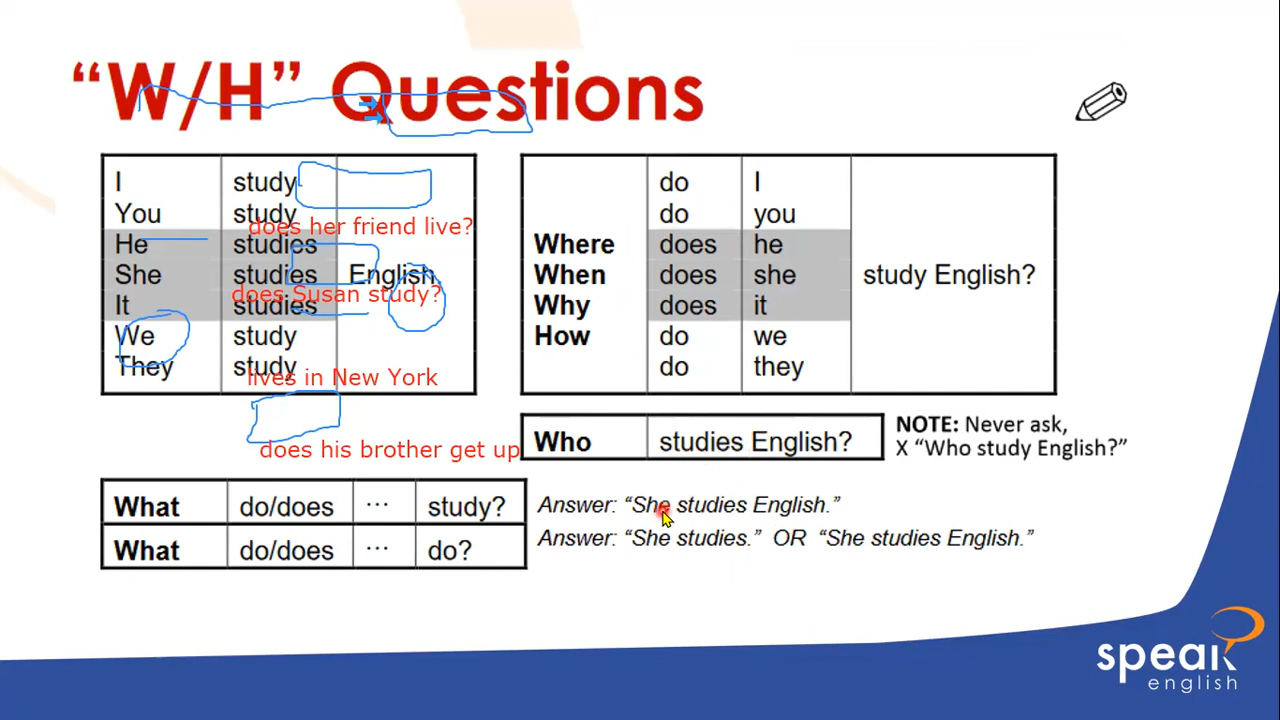 “W/H” Questions
I study
You study
does her friend live?
He studies
She studies English.
does Susan study?
It studies
We study
They study
lives in New York
does his brother get up
do I
do you
Where does he
When does she study English?
Why does it
How do we
do they
Who studies English?
NOTE: Never ask,
X “Who study English?”
What do/does ... study?
Answer: “She studies English.”
What do/does ... do?
Answer: “She studies.” OR “She studies English.”
speak
english